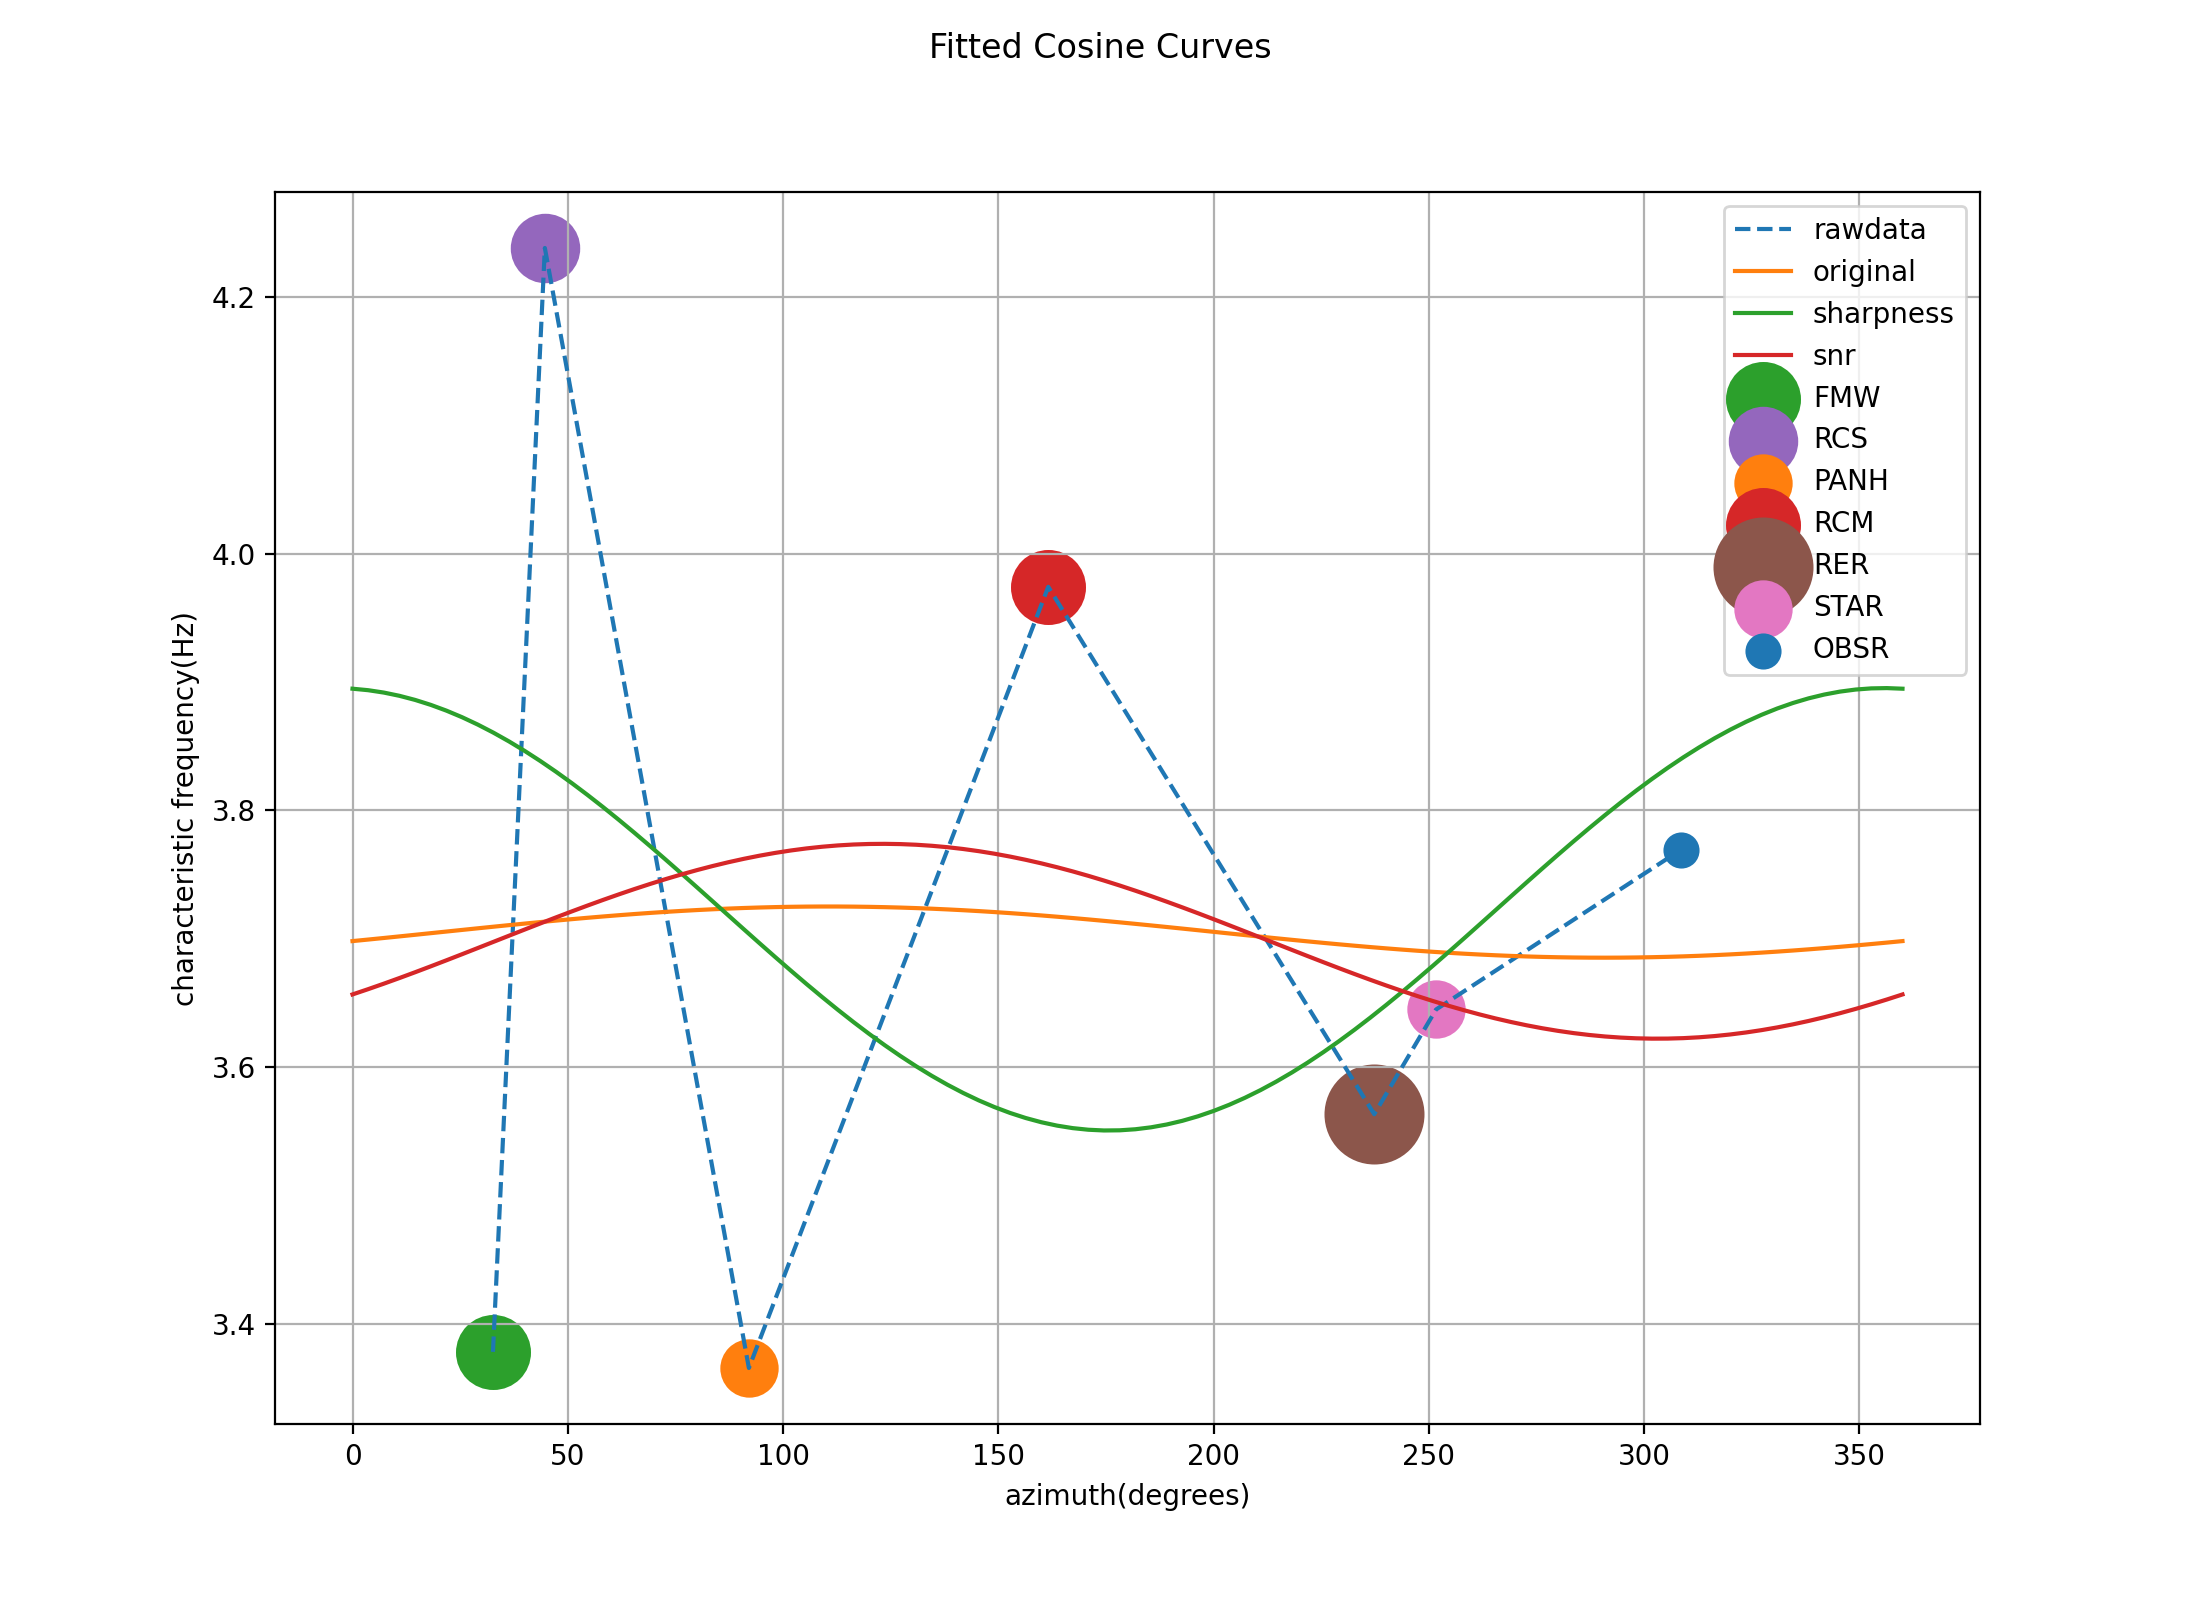 Fitted Cosine Curves
rawdata
original
sharpness
snr
FMW
RCS
PANH
RCM
RER
STAR
OBSR
characteristic frequency(Hz)
4.2
4.0
3.8
3.6
3.4
0 50 100 150 200 250 300 350
azimuth(degrees)